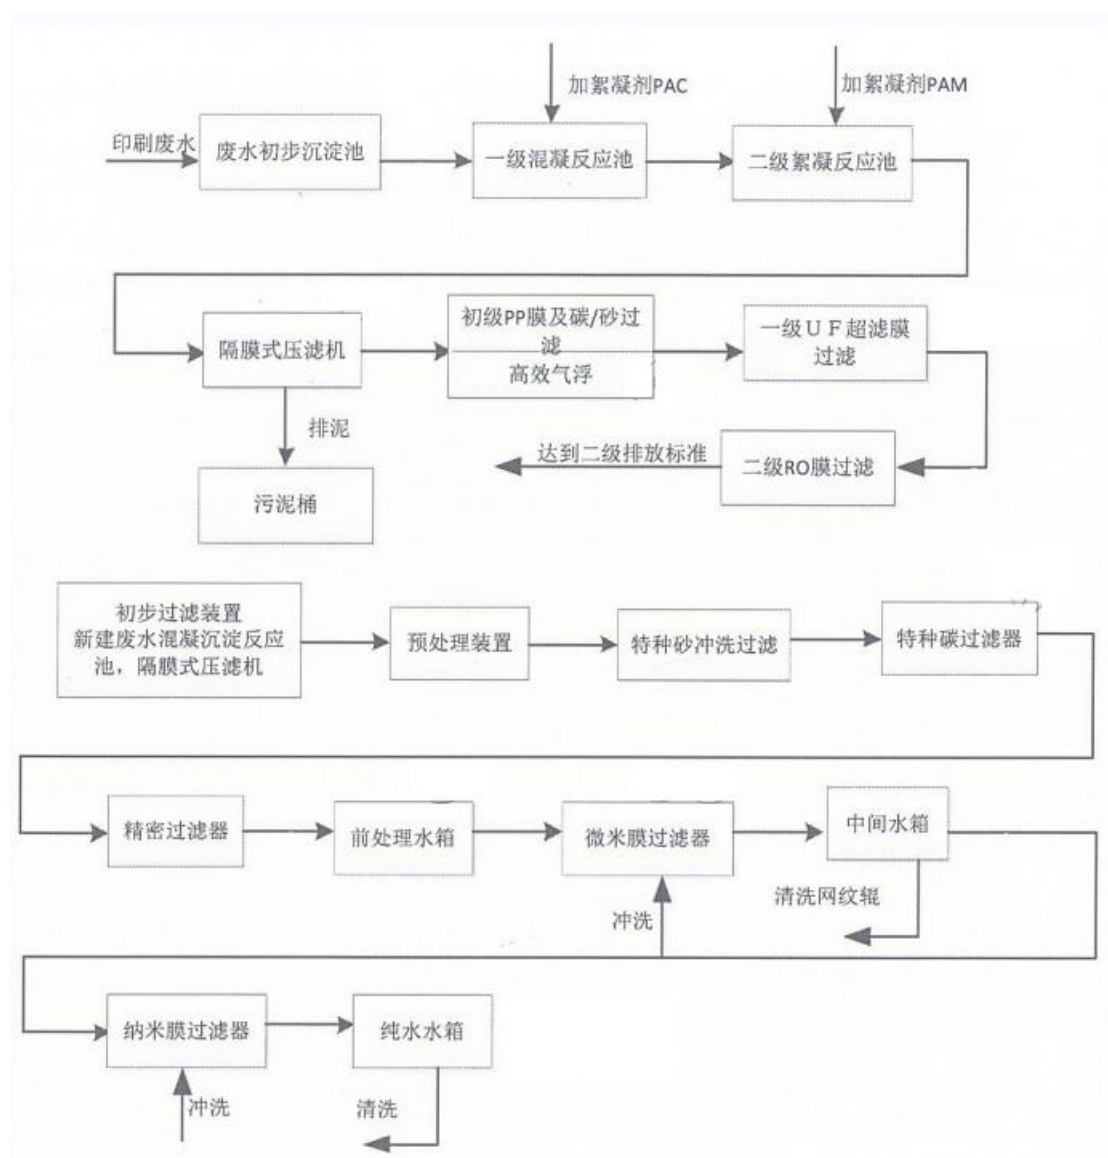 加絮凝剂PAC
加絮凝剂PAM
印刷废水
废水初步沉淀池
一级混凝反应池
二级絮凝反应池
隔膜式压滤机
初级PP膜及碳/砂过
滤
高效气浮
一级UF超滤膜
过滤
排泥
达到二级排放标准
二级RO膜过滤
污泥桶
初步过滤装置
新建废水混凝沉淀反应
池，隔膜式压滤机
预处理装置
特种砂冲洗过滤
特种碳过滤器
精密过滤器
前处理水箱
微米膜过滤器
中间水箱
冲洗
清洗网纹辊
纳米膜过滤器
纯水水箱
冲洗
清洗